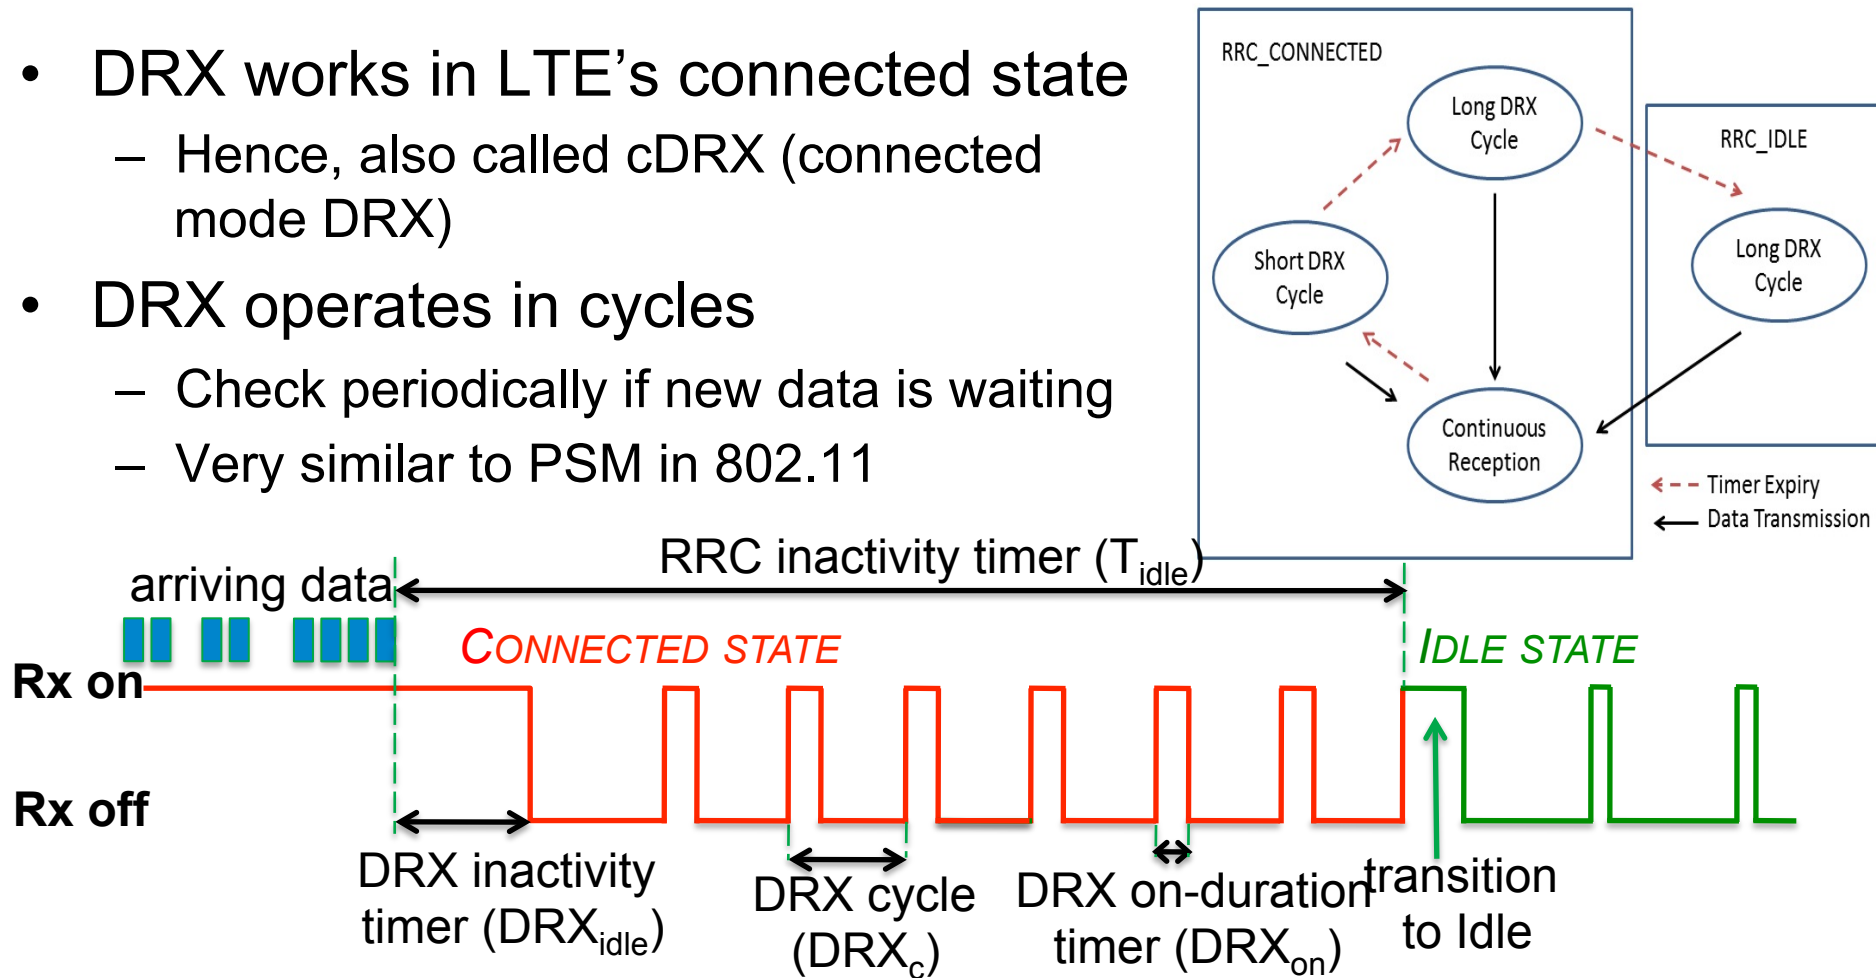 • DRX works in LTE’s connected state
– Hence, also called cDRX (connected
mode DRX)
• DRX operates in cycles
– Check periodically if new data is waiting
– Very similar to PSM in 802.11
RRC_CONNECTED
Long DRX
Cycle
Short DRX
Cycle
Continuous
Reception
RRC_IDLE
Long DRX
Cycle
Timer Expiry
Data Transmission
RRC inactivity timer (Tidle)
arriving data
CONNECTED STATE
IDLE STATE
Rx on
Rx off
DRX inactivity
timer (DRXidle)
DRX cycle
(DRXc)
DRX on-duration
timer (DRXon)
transition
to Idle